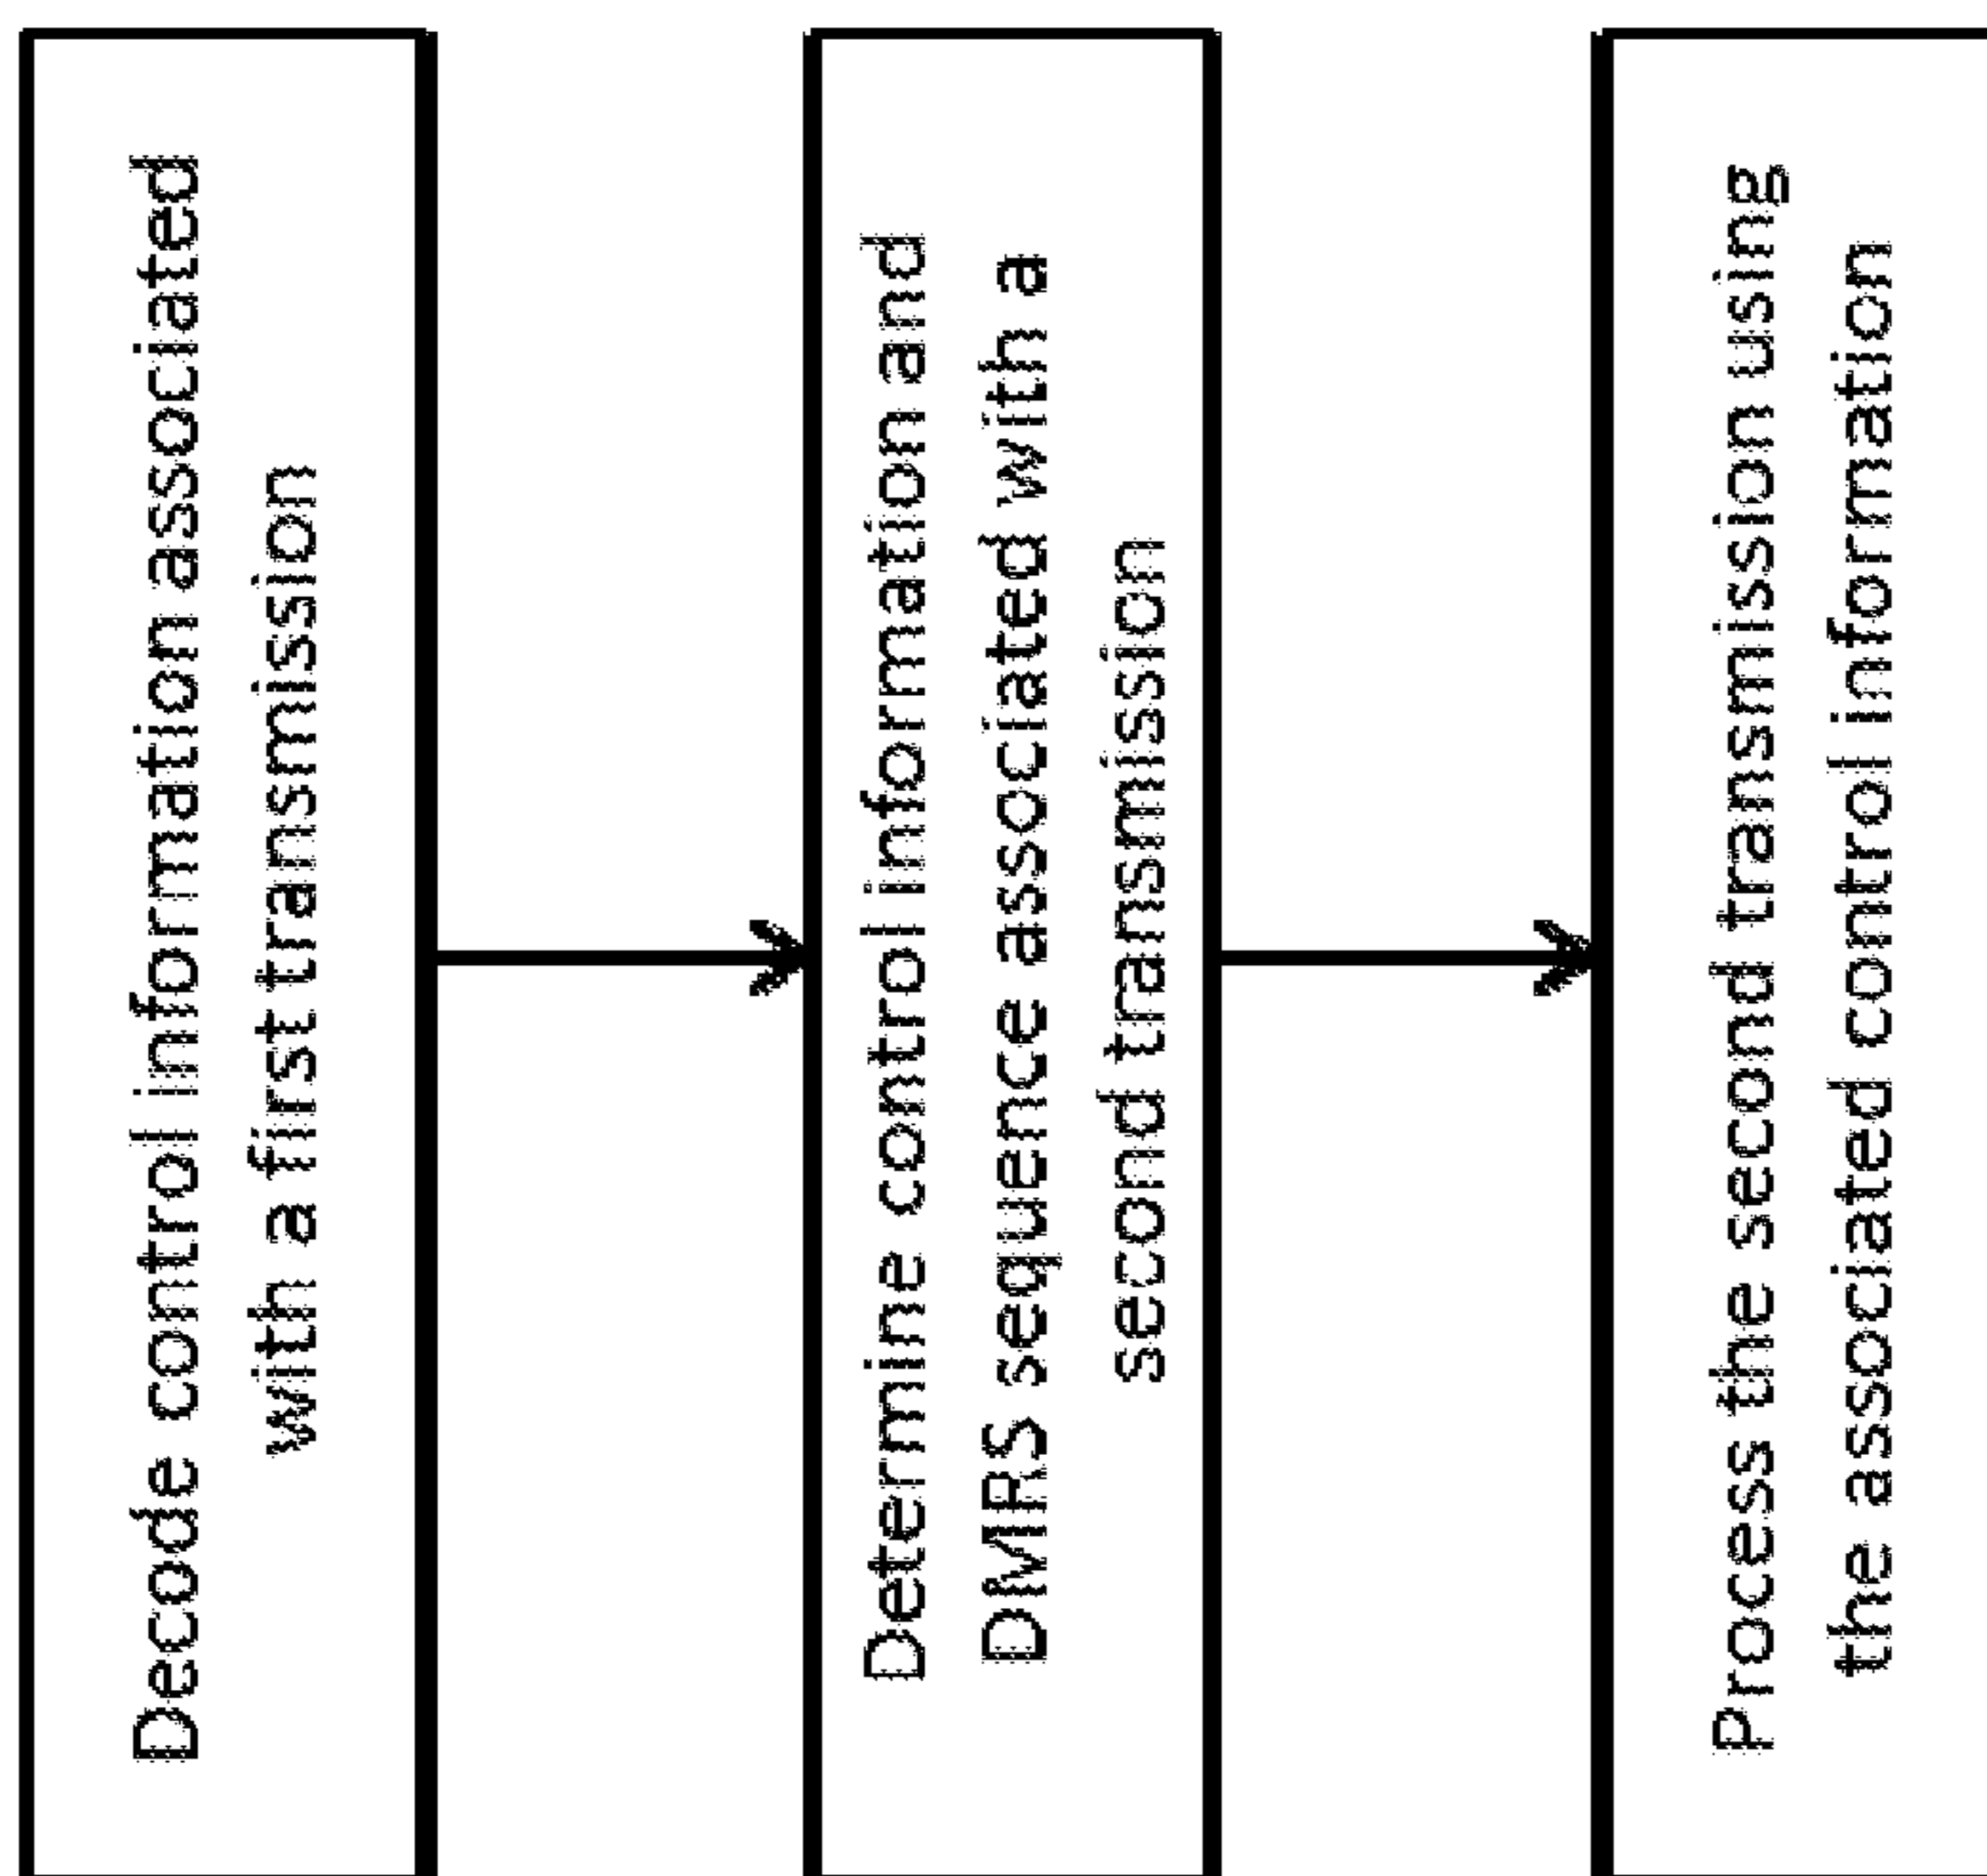 Decode control information associated
with a first transmission
Determine control information and
DMRS sequence associated with a
second transmission
Process the second transmission using
the associated control information